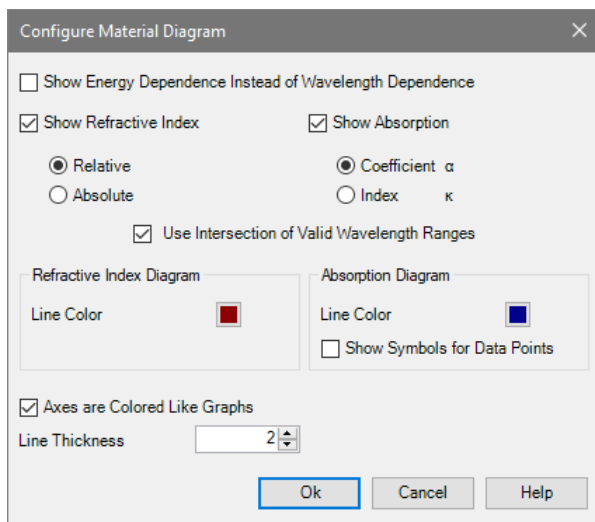 Configure Material Diagram
Show Energy Dependence Instead of Wavelength Dependence
Show Refractive Index
Show Absorption
Relative
Coefficient α
Absolute
Index κ
Use Intersection of Valid Wavelength Ranges
Refractive Index Diagram
Absorption Diagram
Line Color
Line Color
Show Symbols for Data Points
Axes are Colored Like Graphs
Line Thickness 2
Ok Cancel Help